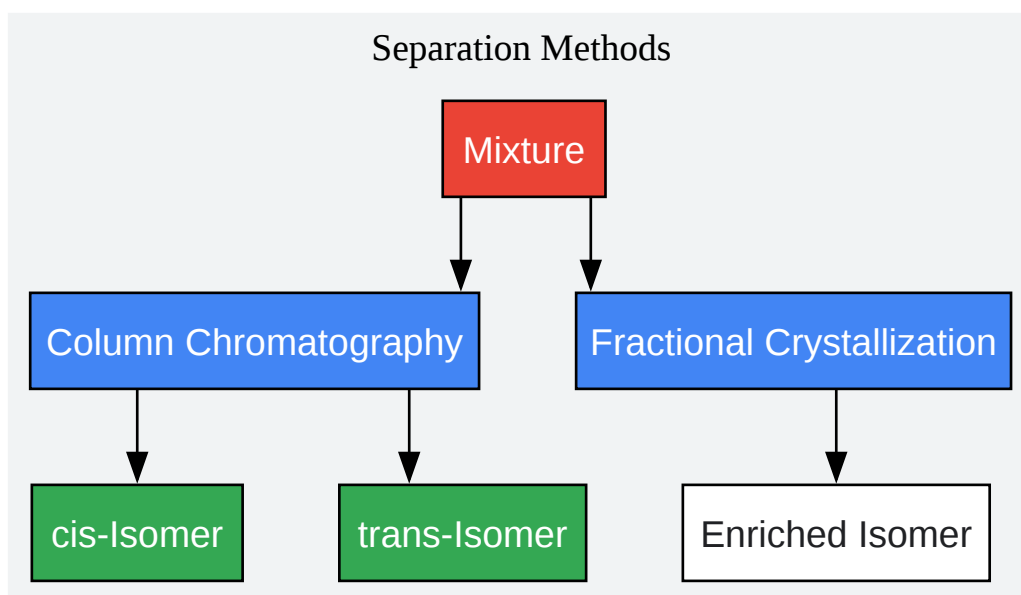 Separation Methods
Mixture
Column Chromatography
Fractional Crystallization
cis-Isomer
trans-Isomer
Enriched Isomer